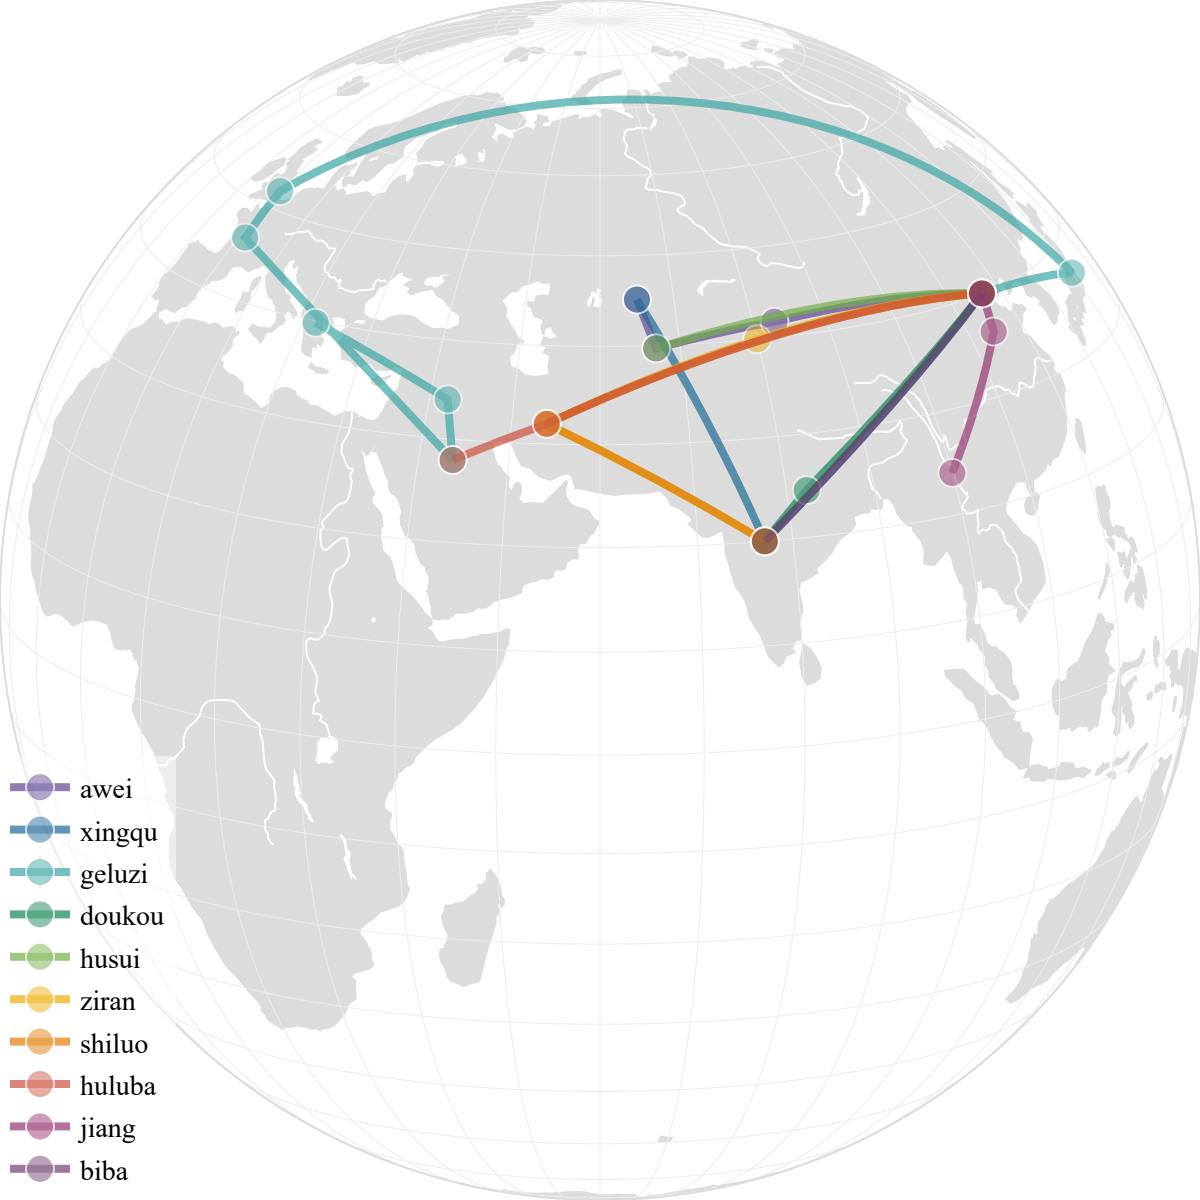 awei
xingqu
geluzi
doukou
husui
ziran
shiluo
huluba
jiang
biba